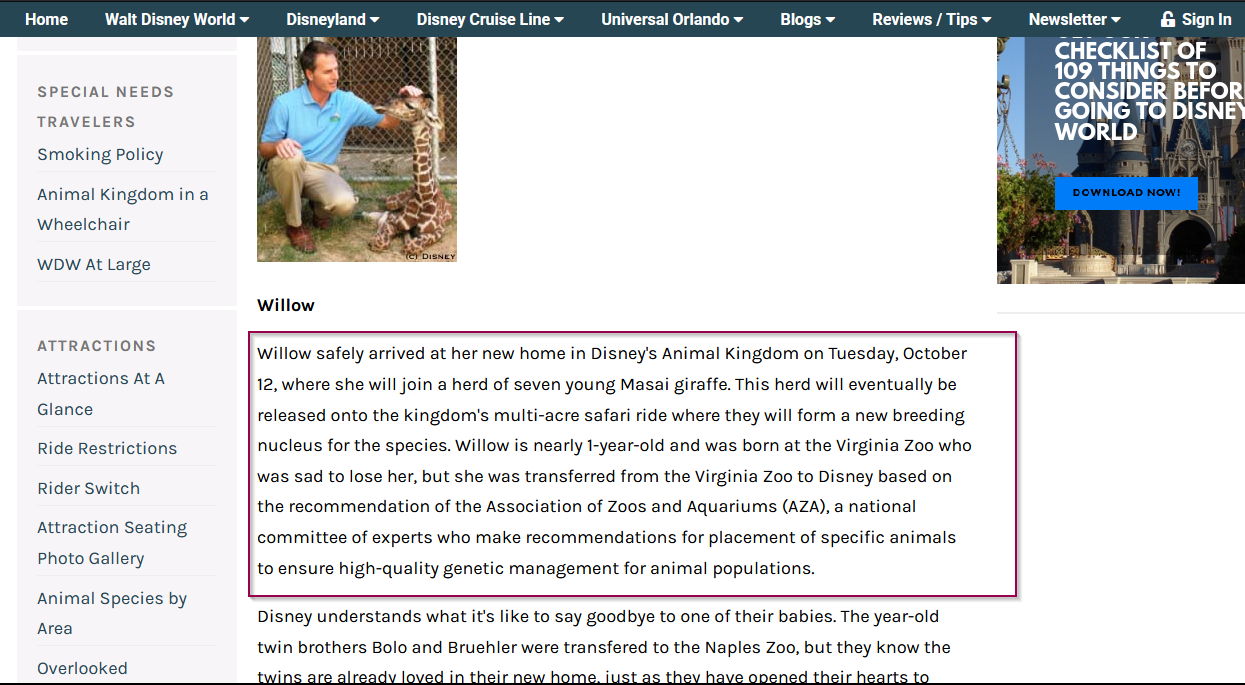 Home
Walt Disney World
Disneyland
Disney Cruise Line
Universal Orlando
Blogs
Reviews / Tips
Newsletter
Sign In
SPECIAL NEEDS
TRAVELERS
Smoking Policy
Animal Kingdom in a
Wheelchair
WDW At Large
ATTRACTIONS
Attractions At A
Glance
Ride Restrictions
Rider Switch
Attraction Seating
Photo Gallery
Animal Species by
Area
Overlooked
(C) DISNEY
Willow
Willow safely arrived at her new home in Disney's Animal Kingdom on Tuesday, October
12, where she will join a herd of seven young Masai giraffe. This herd will eventually be
released onto the kingdom's multi-acre safari ride where they will form a new breeding
nucleus for the species. Willow is nearly 1-year-old and was born at the Virginia Zoo who
was sad to lose her, but she was transferred from the Virginia Zoo to Disney based on
the recommendation of the Association of Zoos and Aquariums (AZA), a national
committee of experts who make recommendations for placement of specific animals
to ensure high-quality genetic management for animal populations.
Disney understands what it's like to say goodbye to one of their babies. The year-old
twin brothers Bolo and Bruehler were transfered to the Naples Zoo, but they know the
twins are already loved in their new home, just as they have opened their hearts to
CHECKLIST OF
109 THINGS TO
CONSIDER BEFOR
GOING TO DISNEY
WORLD
DOWNLOAD NOW!